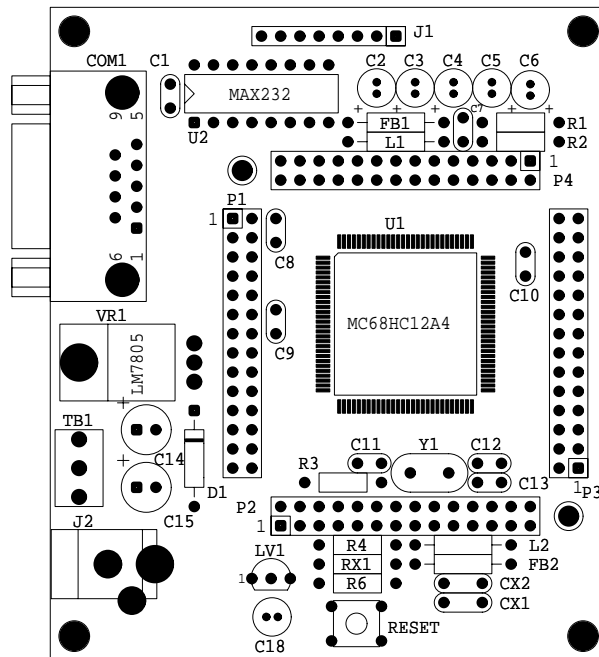 J1
COM1
C1
C2 C3 C4 C5 C6
9 5
MAX232
+ + + + +
C7
U2
FB1
R1
L1
R2
1
P4
P1
1
U1
6 1
C8
C10
VR1
C9
MC68HC12A4
LM7805
+
TB1
C14
+
C11
Y1
C12
R3
C13
D1
1
P3
C15
P2
1
J2
LV1
R4
L2
RX1
FB2
1
R6
CX2
CX1
C18
RESET